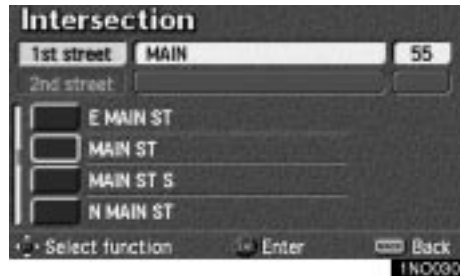 Intersection
1st street MAIN 55
2nd street
E MAIN ST
MAIN ST
MAIN ST S
N MAIN ST
Select function Enter Back
1NO030